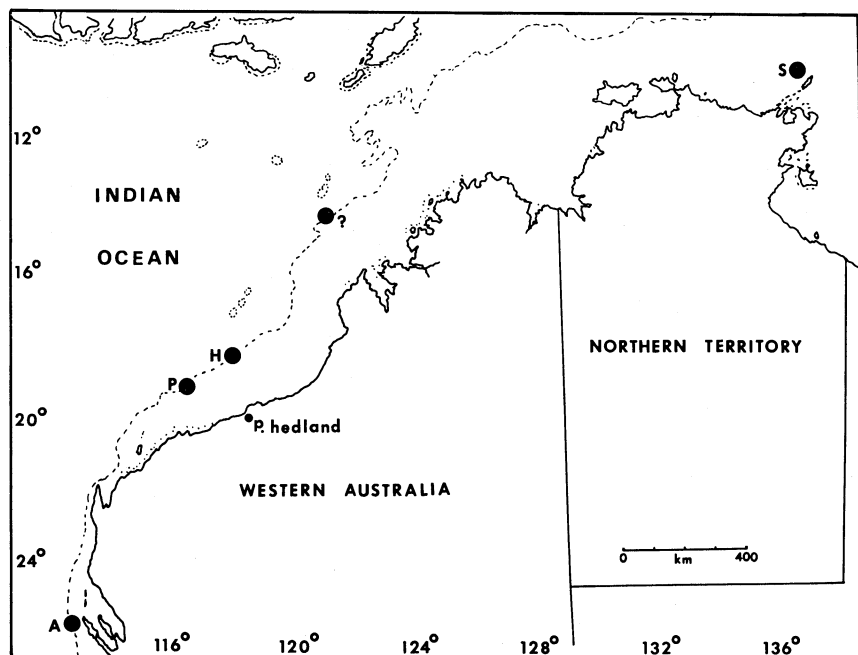 S
12°
INDIAN
OCEAN
?
16°
H
NORTHERN TERRITORY
P
20°
P. hedland
WESTERN AUSTRALIA
24°
0 400
km
A
116° 120° 124° 128° 132° 136°